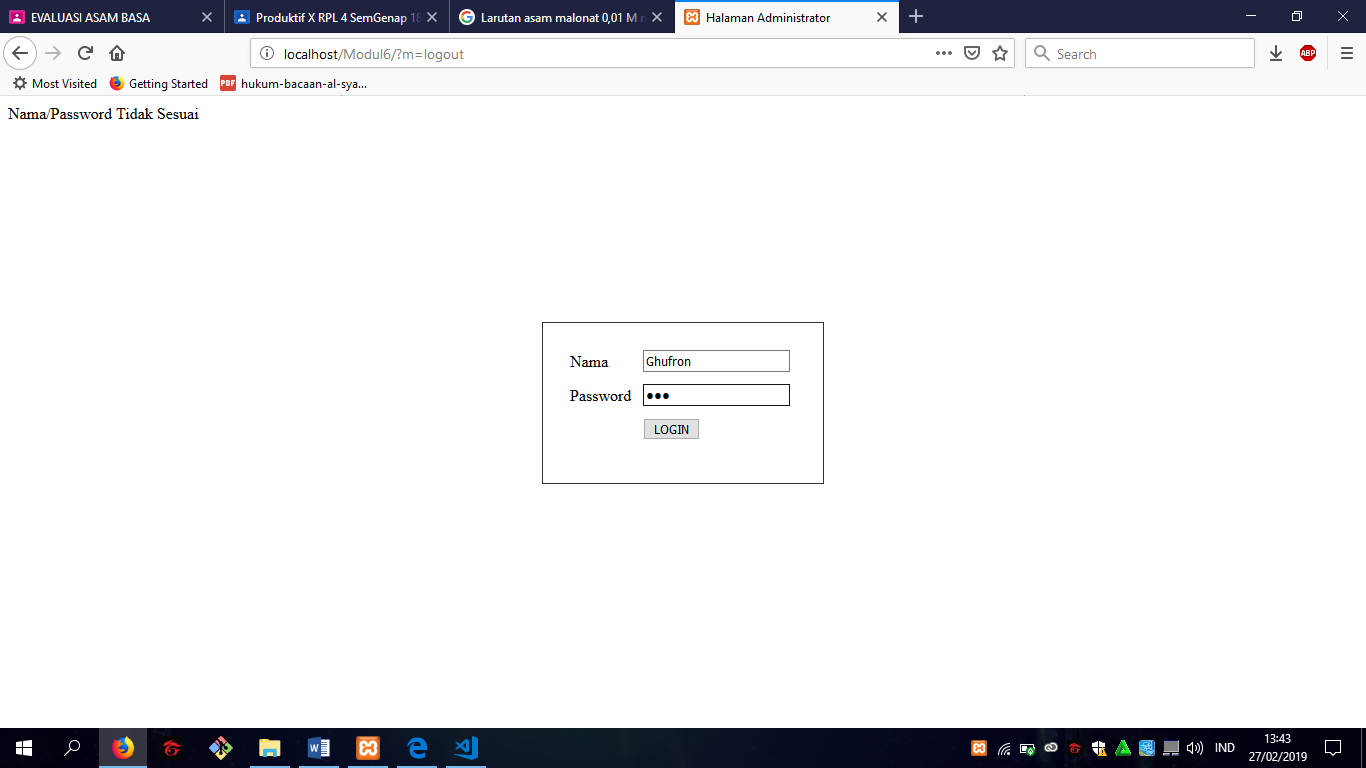 EVALUASI ASAM BASA
Produktif X RPL 4 SemGenap 18
Larutan asam malonat 0,01 M
Halaman Administrator
localhost/Modul6/?m=logout
Search
ABP
Most Visited
Getting Started
PDF
hukum-bacaan-al-sya...
Nama/Password Tidak Sesuai
Nama
Ghufron
Password
LOGIN
IND
13:43
27/02/2019